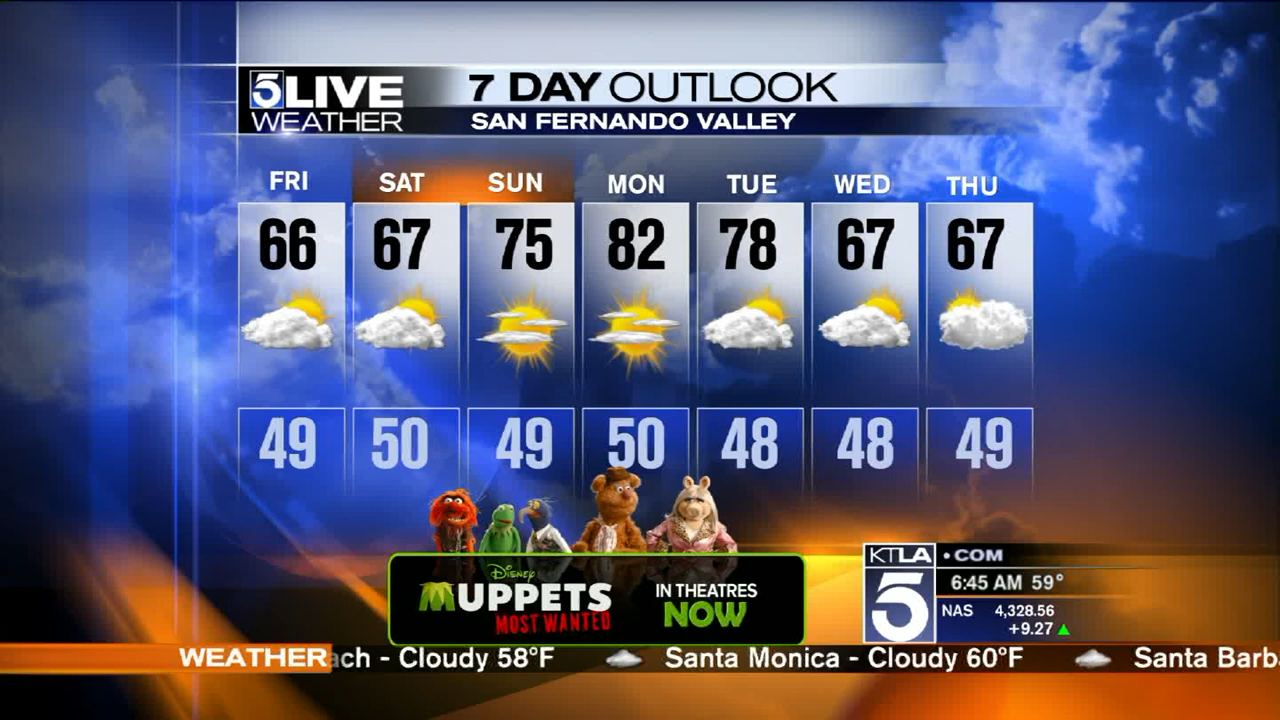 5 LIVE
WEATHER
7 DAY OUTLOOK
SAN FERNANDO VALLEY
FRI SAT SUN MON TUE WED THU
66 67 75 82 78 67 67
49 50 49 50 48 48 49
Disney
MUPPETS
MOST WANTED
IN THEATRES
NOW
KTLA
5
.COM
6:45 AM 59°
NAS 4,328.56
+9.27
WEATHER ach - Cloudy 58°F Santa Monica - Cloudy 60°F Santa Barb